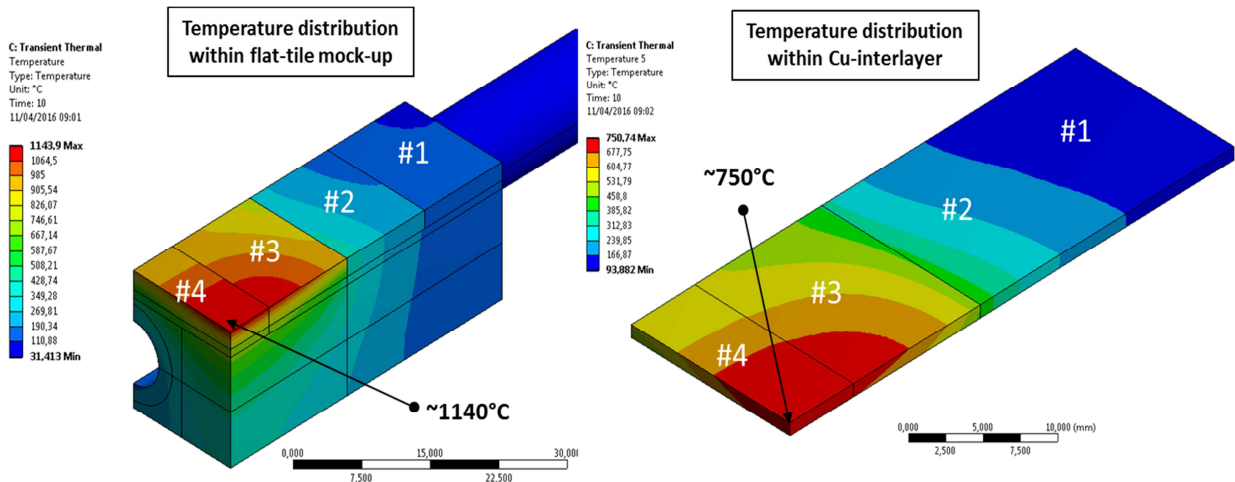 Temperature distribution
within flat-tile mock-up
C: Transient Thermal
Temperature
Type: Temperature
Unit: °C
Time: 10
11/04/2016 09:01
1143,9 Max
1064,5
985
905,54
826,07
746,61
667,14
587,67
508,21
428,74
349,28
269,81
190,34
110,88
31,413 Min
#1
#2
#3
#4
~1140°C
0,000
15,000
30,000
7,500
22,500
Temperature distribution
within Cu-interlayer
C: Transient Thermal
Temperature 5
Type: Temperature
Unit: °C
Time: 10
11/04/2016 09:02
750,74 Max
677,75
604,77
531,79
458,8
385,82
312,83
239,85
166,87
93,882 Min
~750°C
#1
#2
#3
#4
0,000
5,000
10,000 (mm)
2,500
7,500